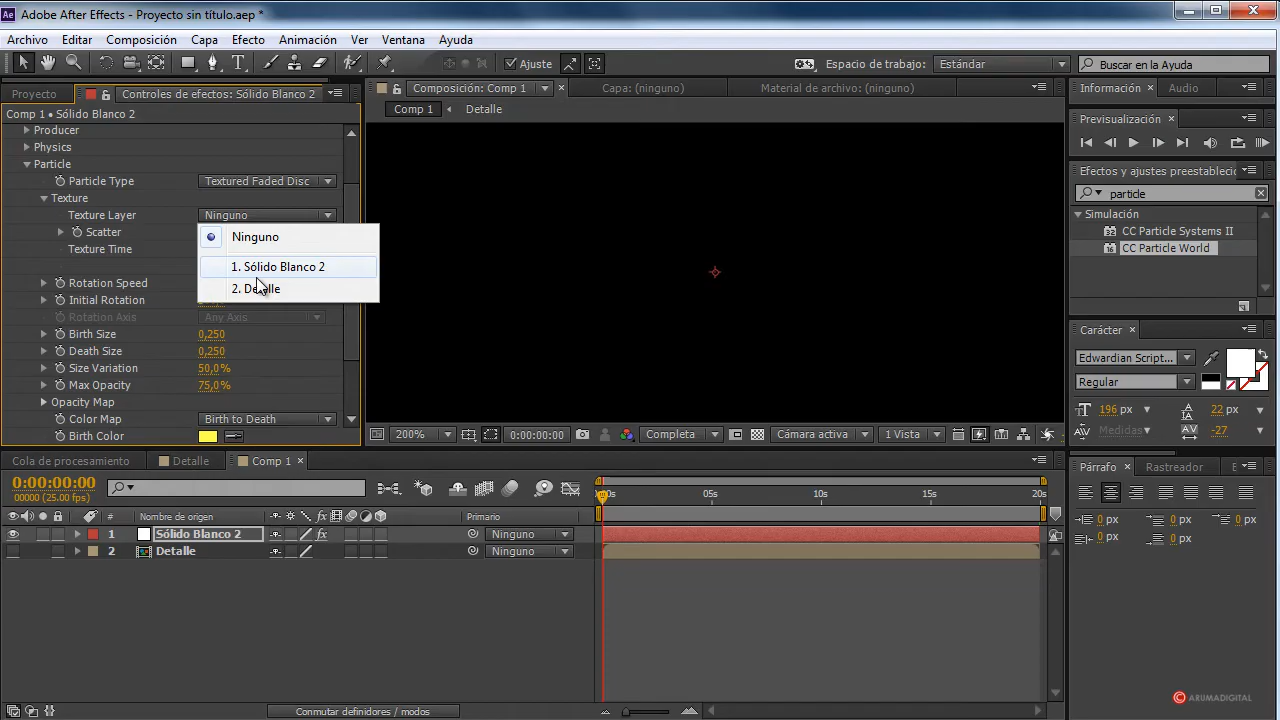 Adobe After Effects - Proyecto sin título.aep *
Archivo Editar Composición Capa Efecto Animación Ver Ventana Ayuda
Ajuste Espacio de trabajo: Estándar Buscar en la Ayuda
Proyecto Controles de efectos: Sólido Blanco 2 Composición: Comp 1 Capa: (ninguno) Material de archivo: (ninguno) Información Audio
Comp 1 • Sólido Blanco 2 Comp 1 Detalle Previsualización
Producer
Physics
Particle
Particle Type Textured Faded Disc
Texture
Texture Layer Ninguno
Scatter
Texture Time
Ninguno
1. Sólido Blanco 2
2. Detalle
Rotation Speed
Initial Rotation
Rotation Axis Any Axis
Birth Size 0,250
Death Size 0,250
Size Variation 50,0%
Max Opacity 75,0%
Opacity Map
Color Map Birth to Death
Birth Color
Efectos y ajustes preestableci
particle
Simulación
CC Particle Systems II
CC Particle World
Carácter
Edwardian Script...
Regular
196 px 22 px
Medidas -27
200% 0:00:00:00 Completa Cámara activa 1 Vista
Cola de procesamiento Detalle Comp 1
0:00:00:00
00000 (25.00 fps)
05s 10s 15s 20s
# Nombre de origen Primario
1 Sólido Blanco 2 Ninguno
2 Detalle Ninguno
Conmutar definidores / modos
Párrafo Rastreador
0 px 0 px 0 px
0 px 0 px
ARUMADIGITAL